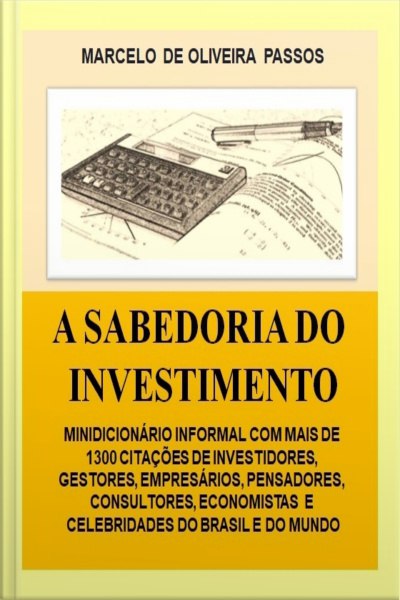 MARCELO DE OLIVEIRA PASSOS
A SABEDORIA DO
INVESTIMENTO
MINIDICIONÁRIO INFORMAL COM MAIS DE
1300 CITAÇÕES DE INVESTIDORES,
GESTORES, EMPRESÁRIOS, PENSADORES,
CONSULTORES, ECONOMISTAS E
CELEBRIDADES DO BRASIL E DO MUNDO